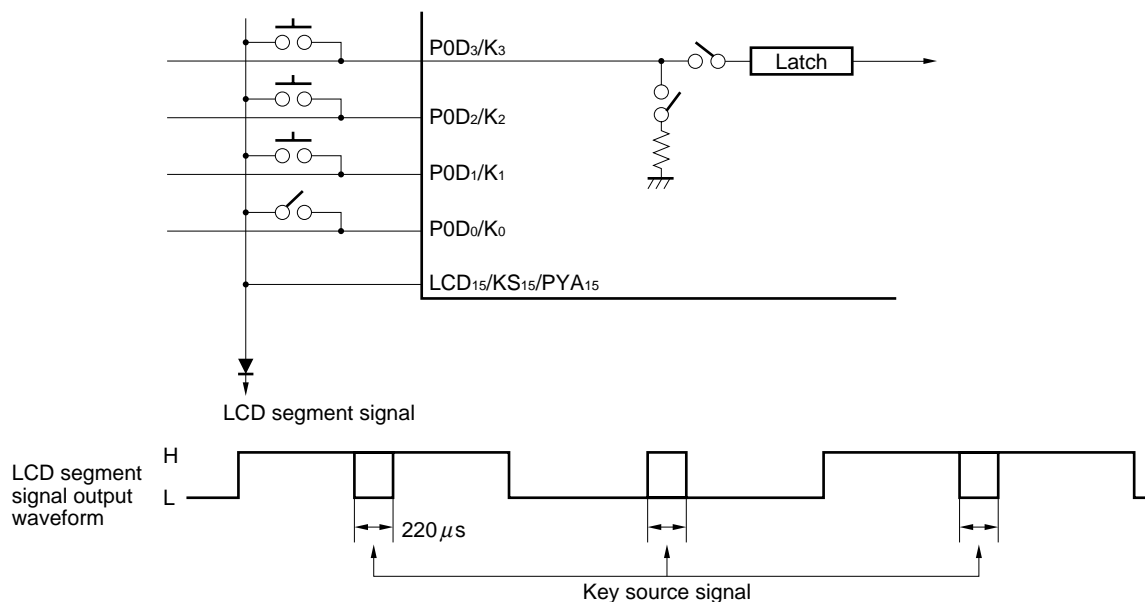 P0D₃/K₃
Latch
P0D₂/K₂
P0D₁/K₁
P0D₀/K₀
LCD₁₅/KS₁₅/PYA₁₅
LCD segment signal
LCD segment
signal output
waveform
H
L
220 μs
Key source signal